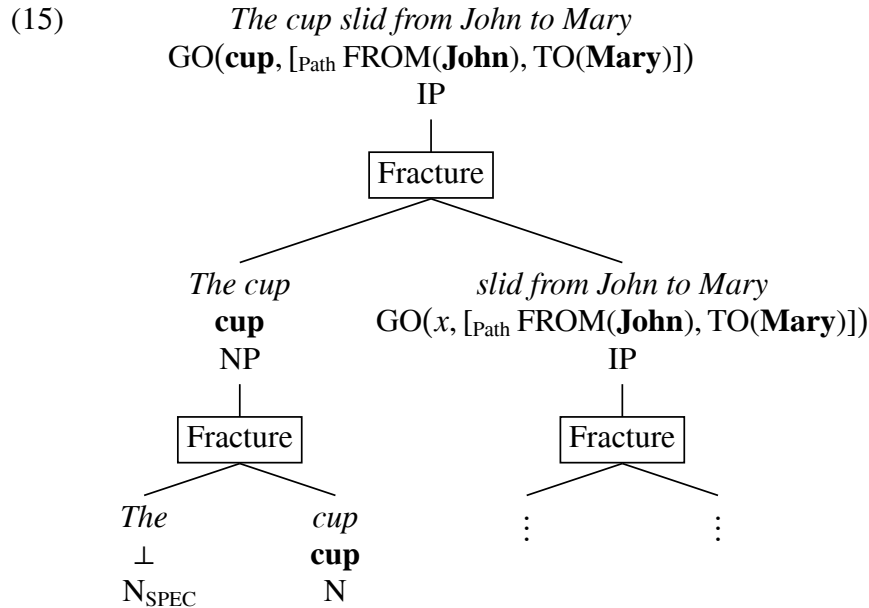 (15) The cup slid from John to Mary
GO(cup, [Path FROM(John), TO(Mary)])
IP
Fracture
The cup slid from John to Mary
cup GO(x, [Path FROM(John), TO(Mary)])
NP IP
Fracture Fracture
The cup ⋮ ⋮
⊥ cup
NSPEC N